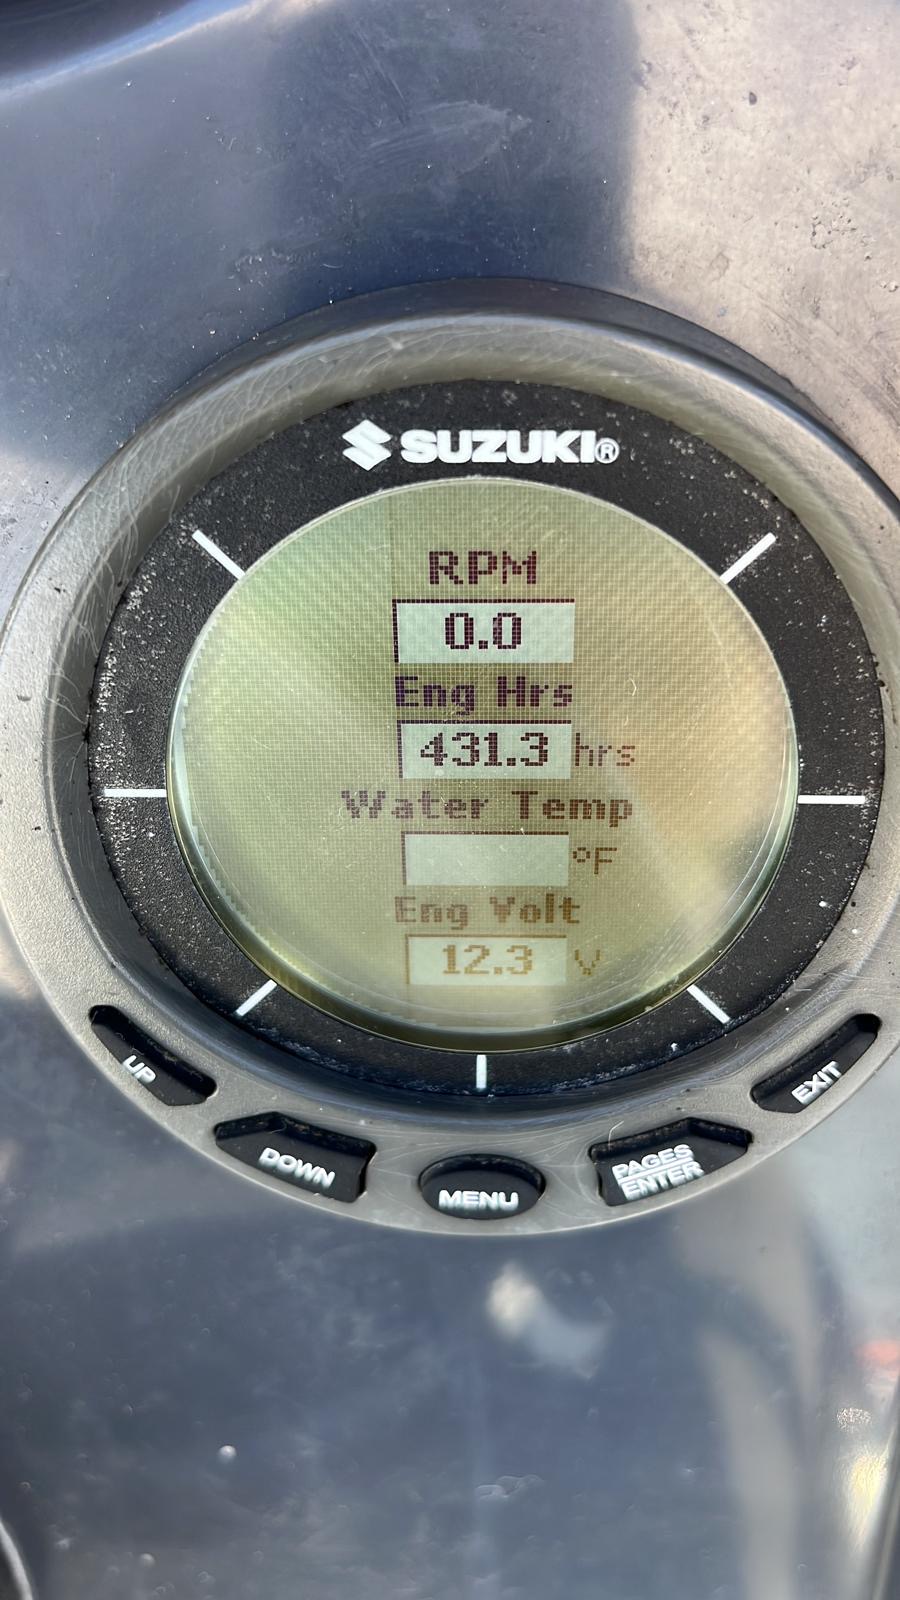 SUZUKI®
RPM
0.0
Eng Hrs
431.3 hrs
Water Temp
°F
Eng Volt
12.3 V
UP
DOWN
MENU
PAGES
ENTER
EXIT